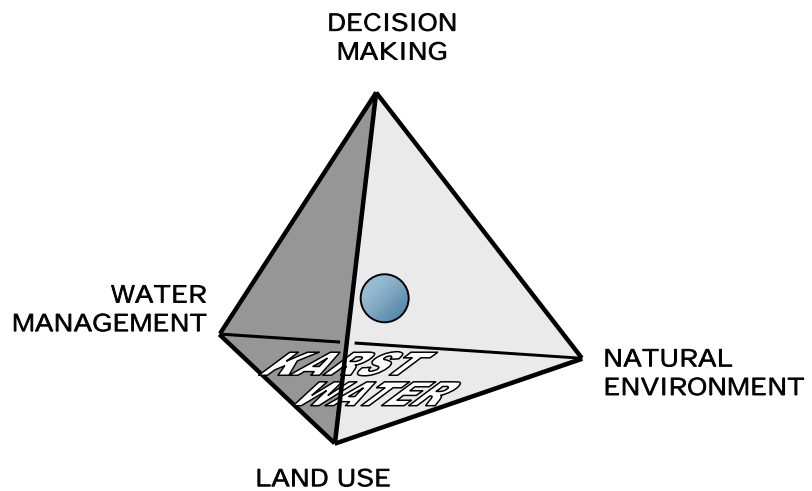 DECISION
MAKING
WATER
MANAGEMENT
KARST
WATER
NATURAL
ENVIRONMENT
LAND USE